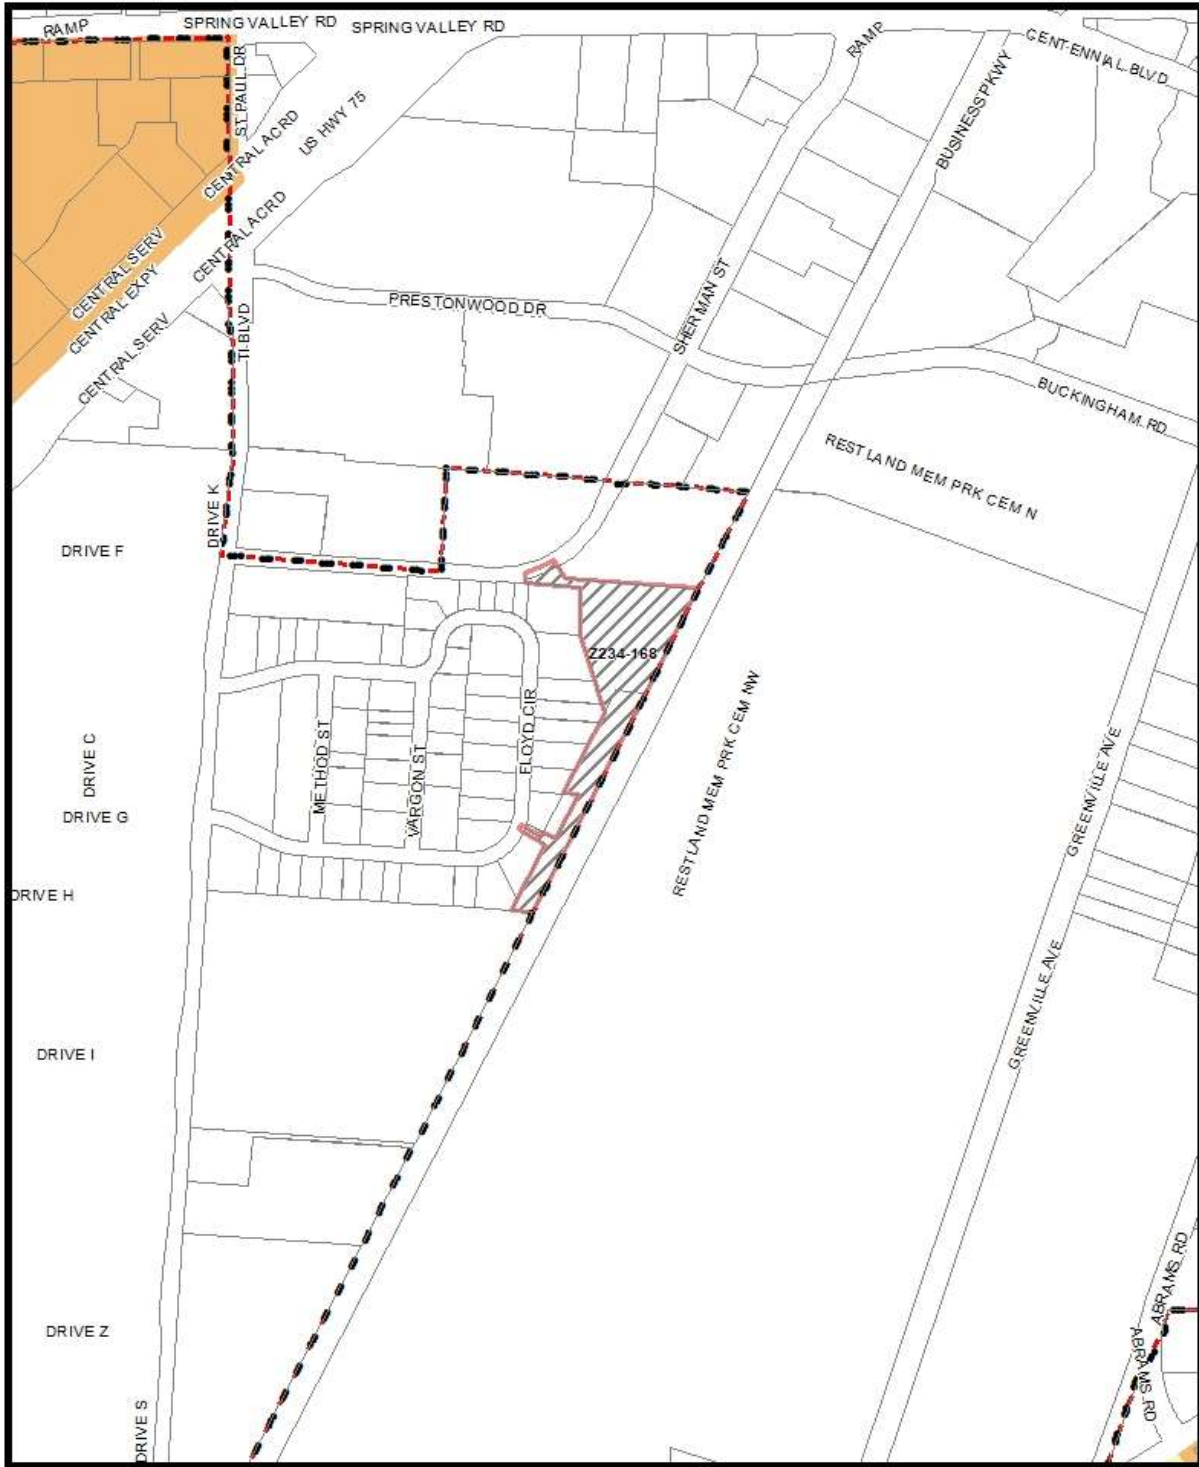 RAMP
SPRING VALLEY RD
SPRING VALLEY RD
RAMP
CENTENNIAL BLVD
ST PAUL DR
US HWY 75
BUSINESS PKWY
CENTRAL ACRD
CENTRAL ACRD
CENTRAL SERV
CENTRAL EXPY
CENTRAL SERV
TI BLVD
PRESTONWOOD DR
SHERMAN ST
BUCKINGHAM RD
RESTLAND MEM PRK CEM N
DRIVE K
DRIVE F
Z234-168
RESTLAND MEM PRK CEM NW
FLOYD CIR
METHOD ST
VARGON ST
DRIVE C
DRIVE G
GREENVILLE AVE
DRIVE H
GREENVILLE AVE
DRIVE I
ABRAMS RD
DRIVE Z
ABRAMS RD
DRIVE S